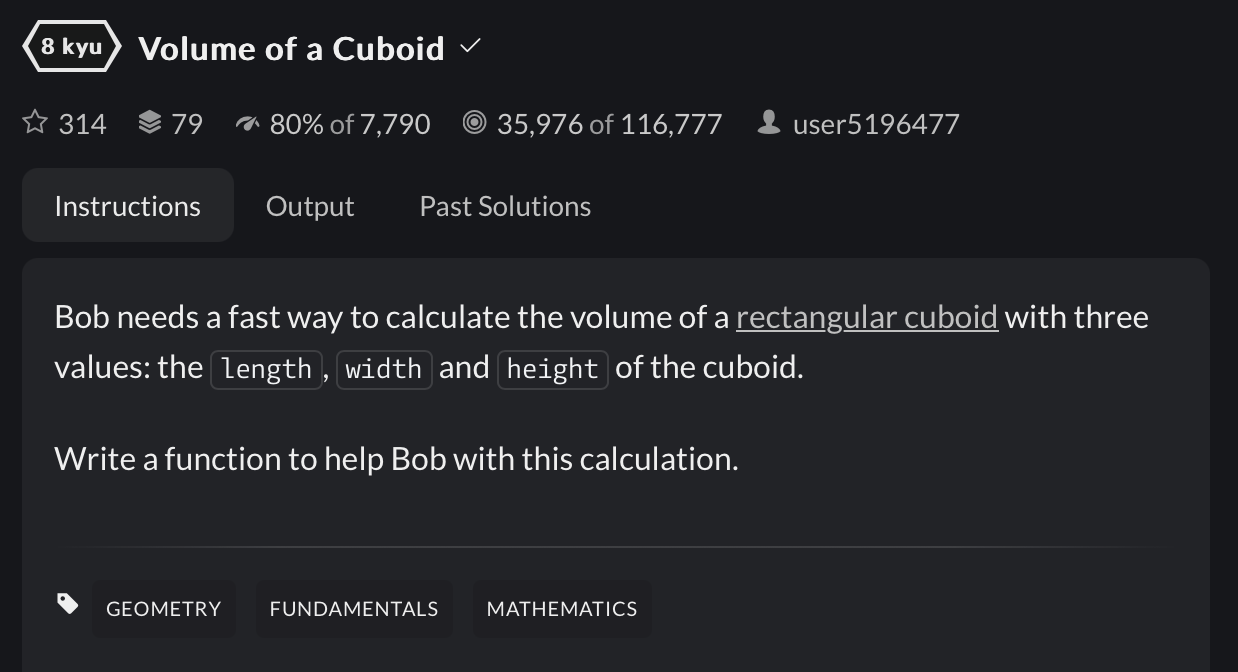 8 kyu Volume of a Cuboid
314 79 80% of 7,790 35,976 of 116,777 user5196477
Instructions Output Past Solutions
Bob needs a fast way to calculate the volume of a rectangular cuboid with three
values: the length, width and height of the cuboid.
Write a function to help Bob with this calculation.
GEOMETRY FUNDAMENTALS MATHEMATICS